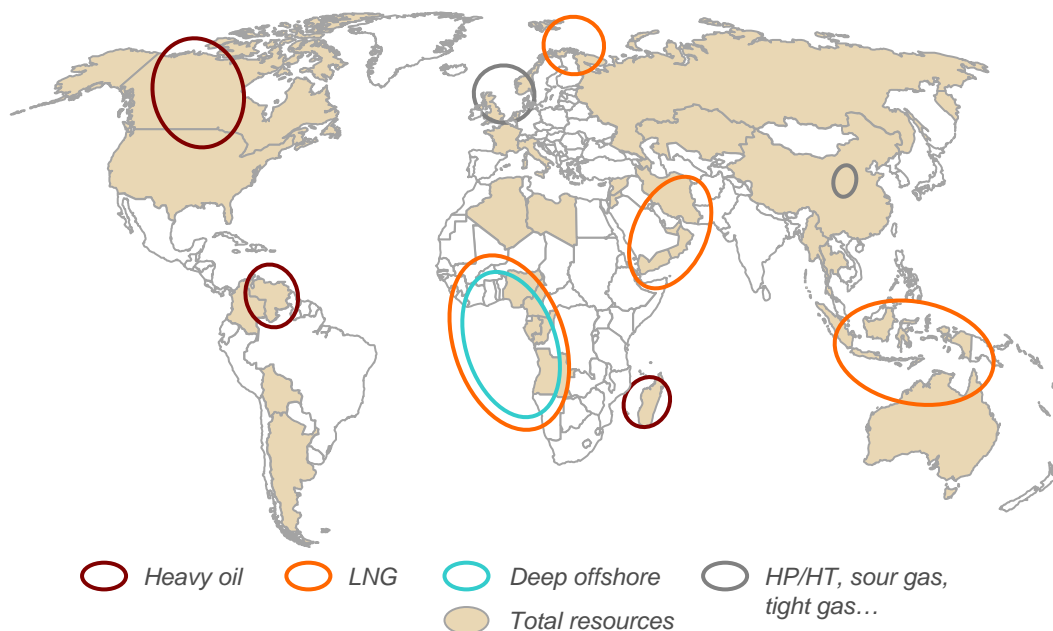 Heavy oil
LNG
Deep offshore
HP/HT, sour gas,
tight gas…
Total resources